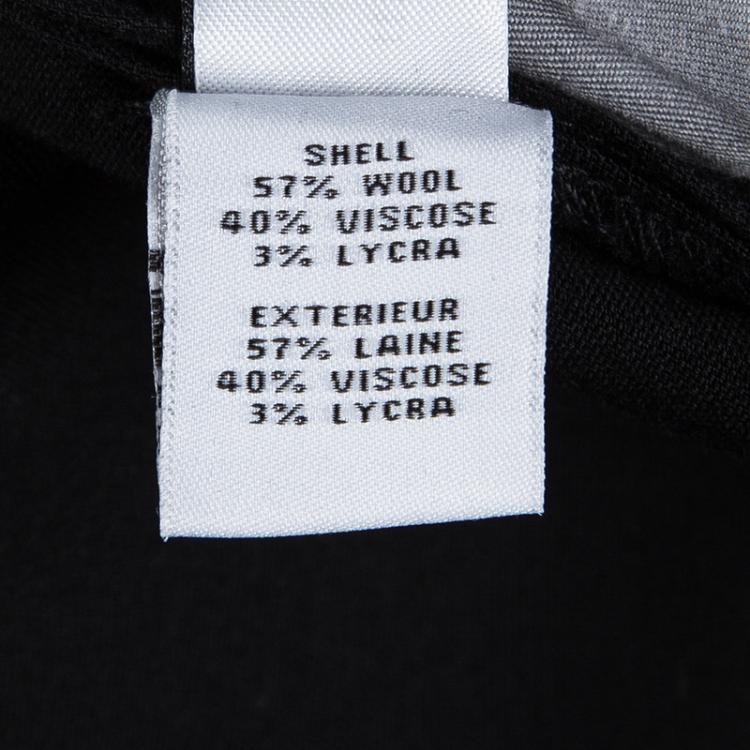 SHELL
57% WOOL
40% VISCOSE
3% LYCRA
EXTERIEUR
57% LAINE
40% VISCOSE
3% LYCRA